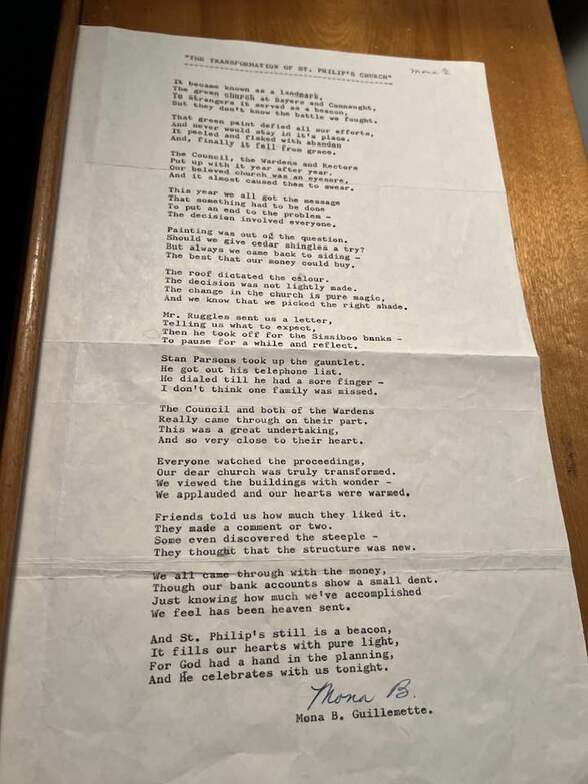 "THE TRANSFORMATION OF ST. PHILIP'S CHURCH"
Mona B
It became known as a landmark,
The green church at Bayers and Connaught,
To strangers it served as a beacon,
But they don't know the battle we fought.
That green paint defied all our efforts,
And never would stay in it's place.
It peeled and flaked with abandon
And, finally it fell from grace.
The Council, the Wardens and Rectors
Put up with it year after year.
Our beloved church was an eyesore,
And it almost caused them to swear.
This year we all got the message
That something had to be done
To put an end to the problem -
The decision involved everyone.
Painting was out of the question.
Should we give cedar shingles a try?
But always we came back to siding -
The best that our money could buy.
The roof dictated the colour.
The decision was not lightly made.
The change in the church is pure magic,
And we know that we picked the right shade.
Mr. Ruggles sent us a letter,
Telling us what to expect,
Then he took off for the Sissiboo banks -
To pause for a while and reflect.
Stan Parsons took up the gauntlet.
He got out his telephone list.
He dialed till he had a sore finger -
I don't think one family was missed.
The Council and both of the Wardens
Really came through on their part.
This was a great undertaking,
And so very close to their heart.
Everyone watched the proceedings,
Our dear church was truly transformed.
We viewed the buildings with wonder -
We applauded and our hearts were warmed.
Friends told us how much they liked it.
They made a comment or two.
Some even discovered the steeple -
They thought that the structure was new.
We all came through with the money,
Though our bank accounts show a small dent.
Just knowing how much we've accomplished
We feel has been heaven sent.
And St. Philip's still is a beacon,
It fills our hearts with pure light,
For God had a hand in the planning,
And He celebrates with us tonight.
Mona B.
Mona B. Guillemette.